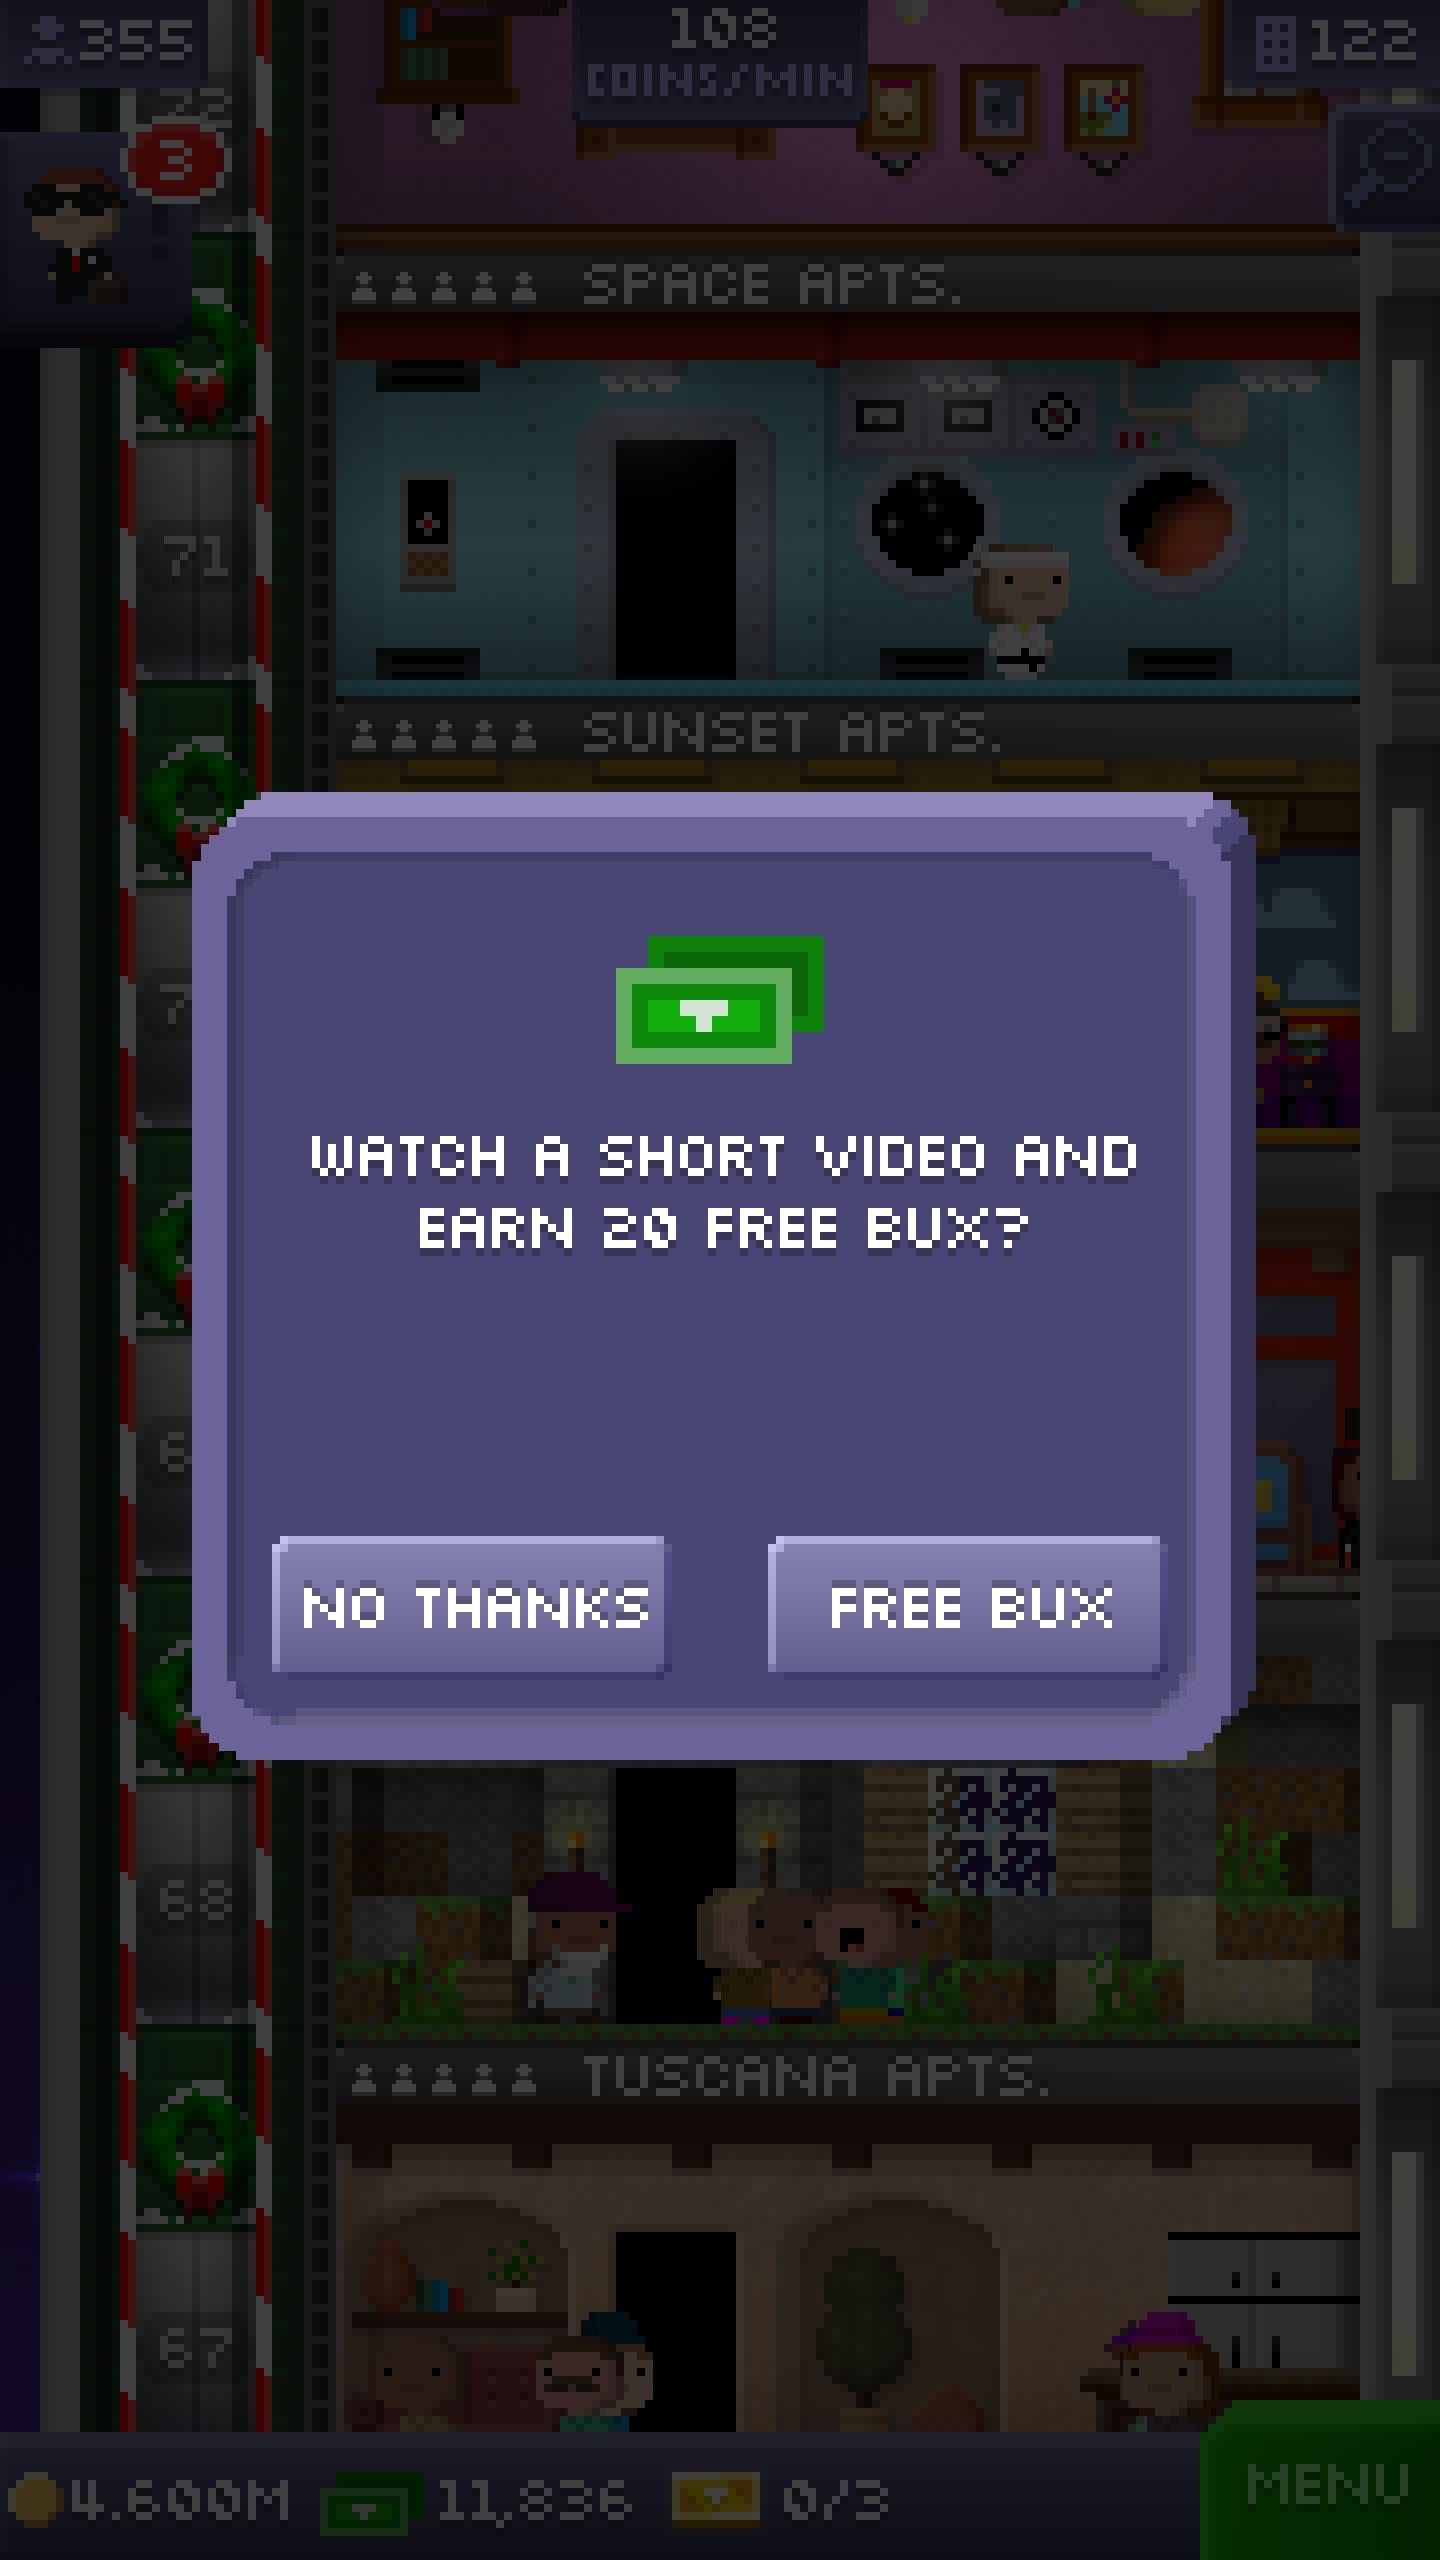 355
108
COINS/MIN
122
3
SPACE APTS.
71
SUNSET APTS.
WATCH A SHORT VIDEO AND
EARN 20 FREE BUX?
NO THANKS
FREE BUX
68
TUSCANA APTS.
67
4.600M
11,836
0/3
MENU